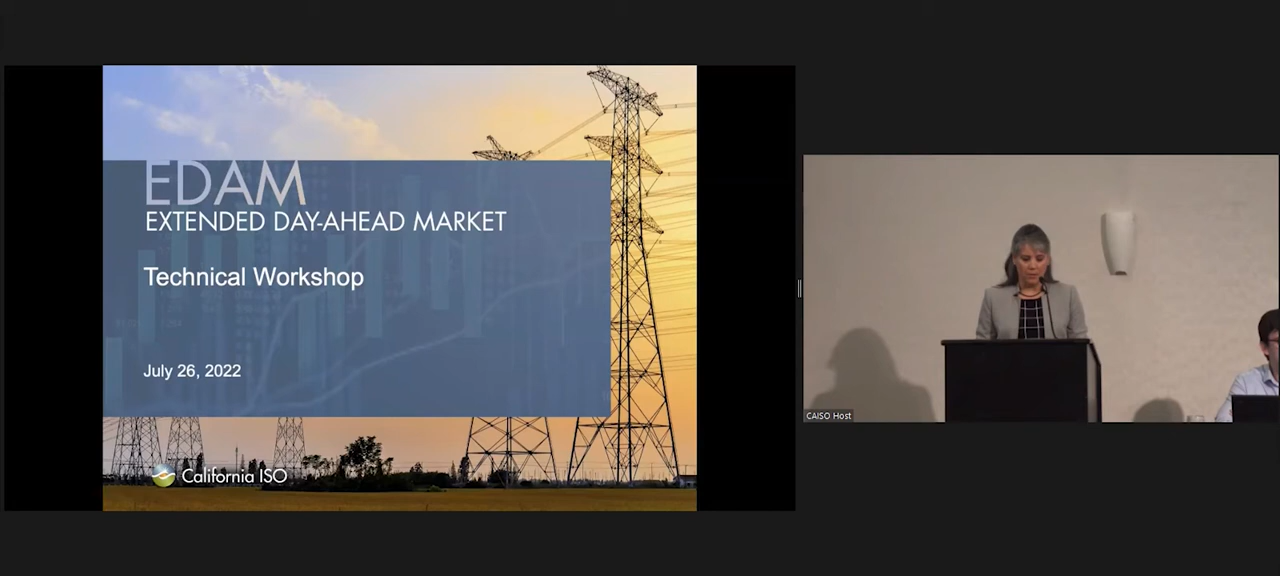 EDAM
EXTENDED DAY-AHEAD MARKET
Technical Workshop
July 26, 2022
California ISO
CAISO Host